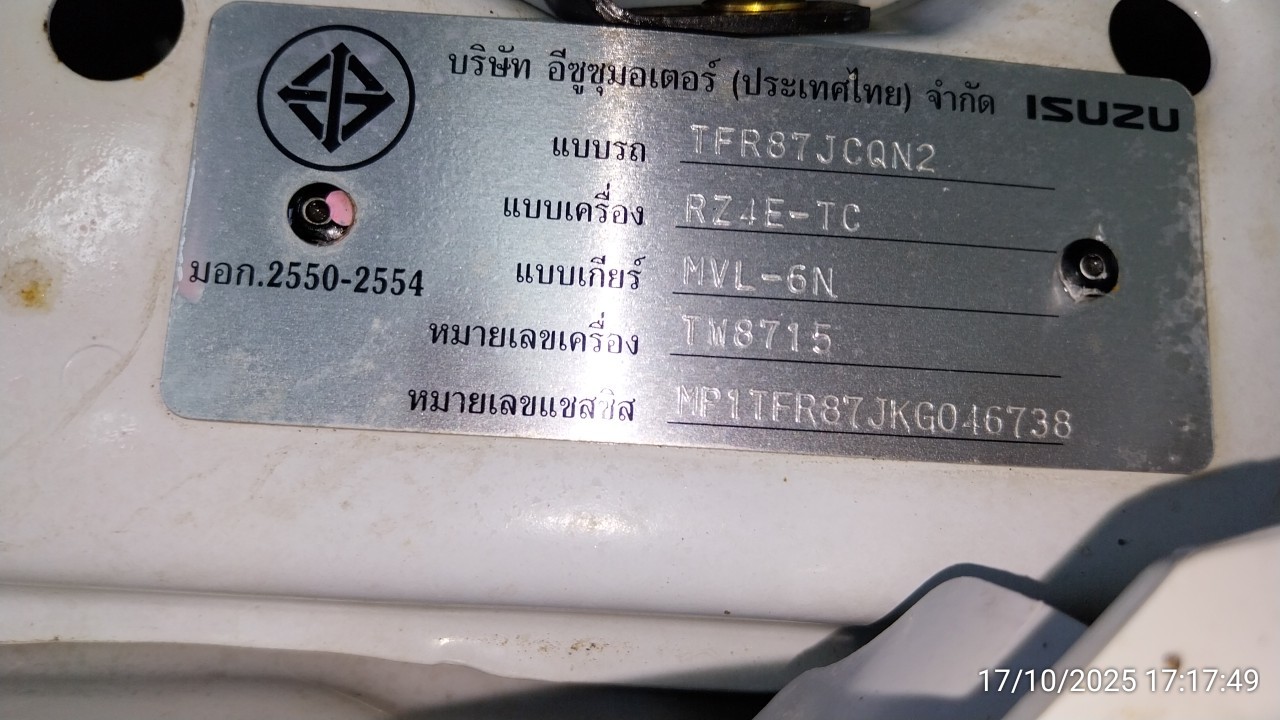 บริษัท อีซูซุมอเตอร์ (ประเทศไทย) จำกัด ISUZU
แบบรถ TFR87JCQN2
แบบเครื่อง RZ4E-TC
มอก.2550-2554 แบบเกียร์ MVL-6N
หมายเลขเครื่อง TW8715
หมายเลขแชสซิส MP1TFR87JKG046738
17/10/2025 17:17:49